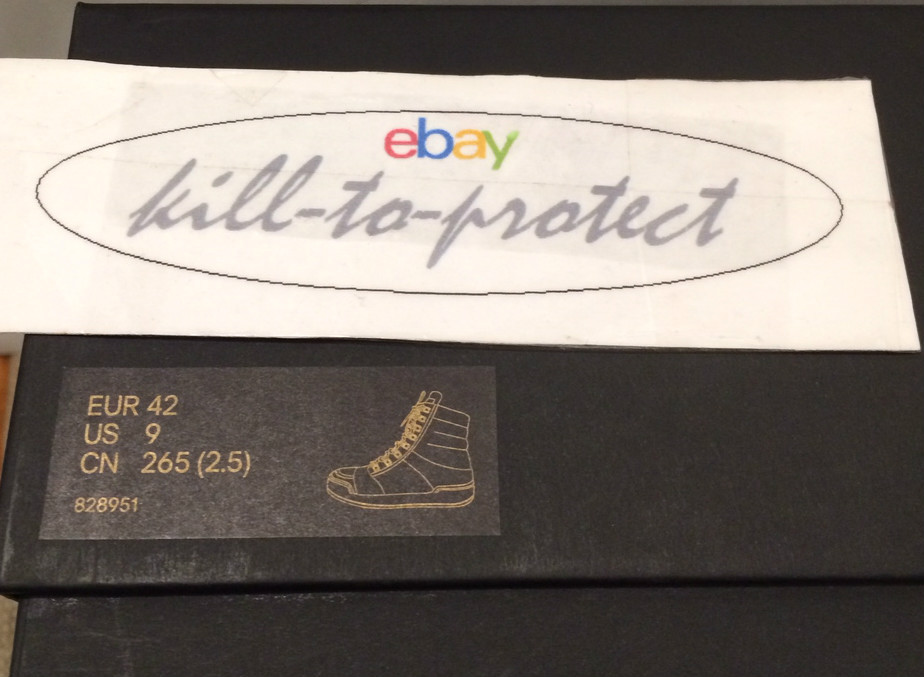 ebay
kill-to-protect
EUR 42
US 9
CN 265 (2.5)
828951